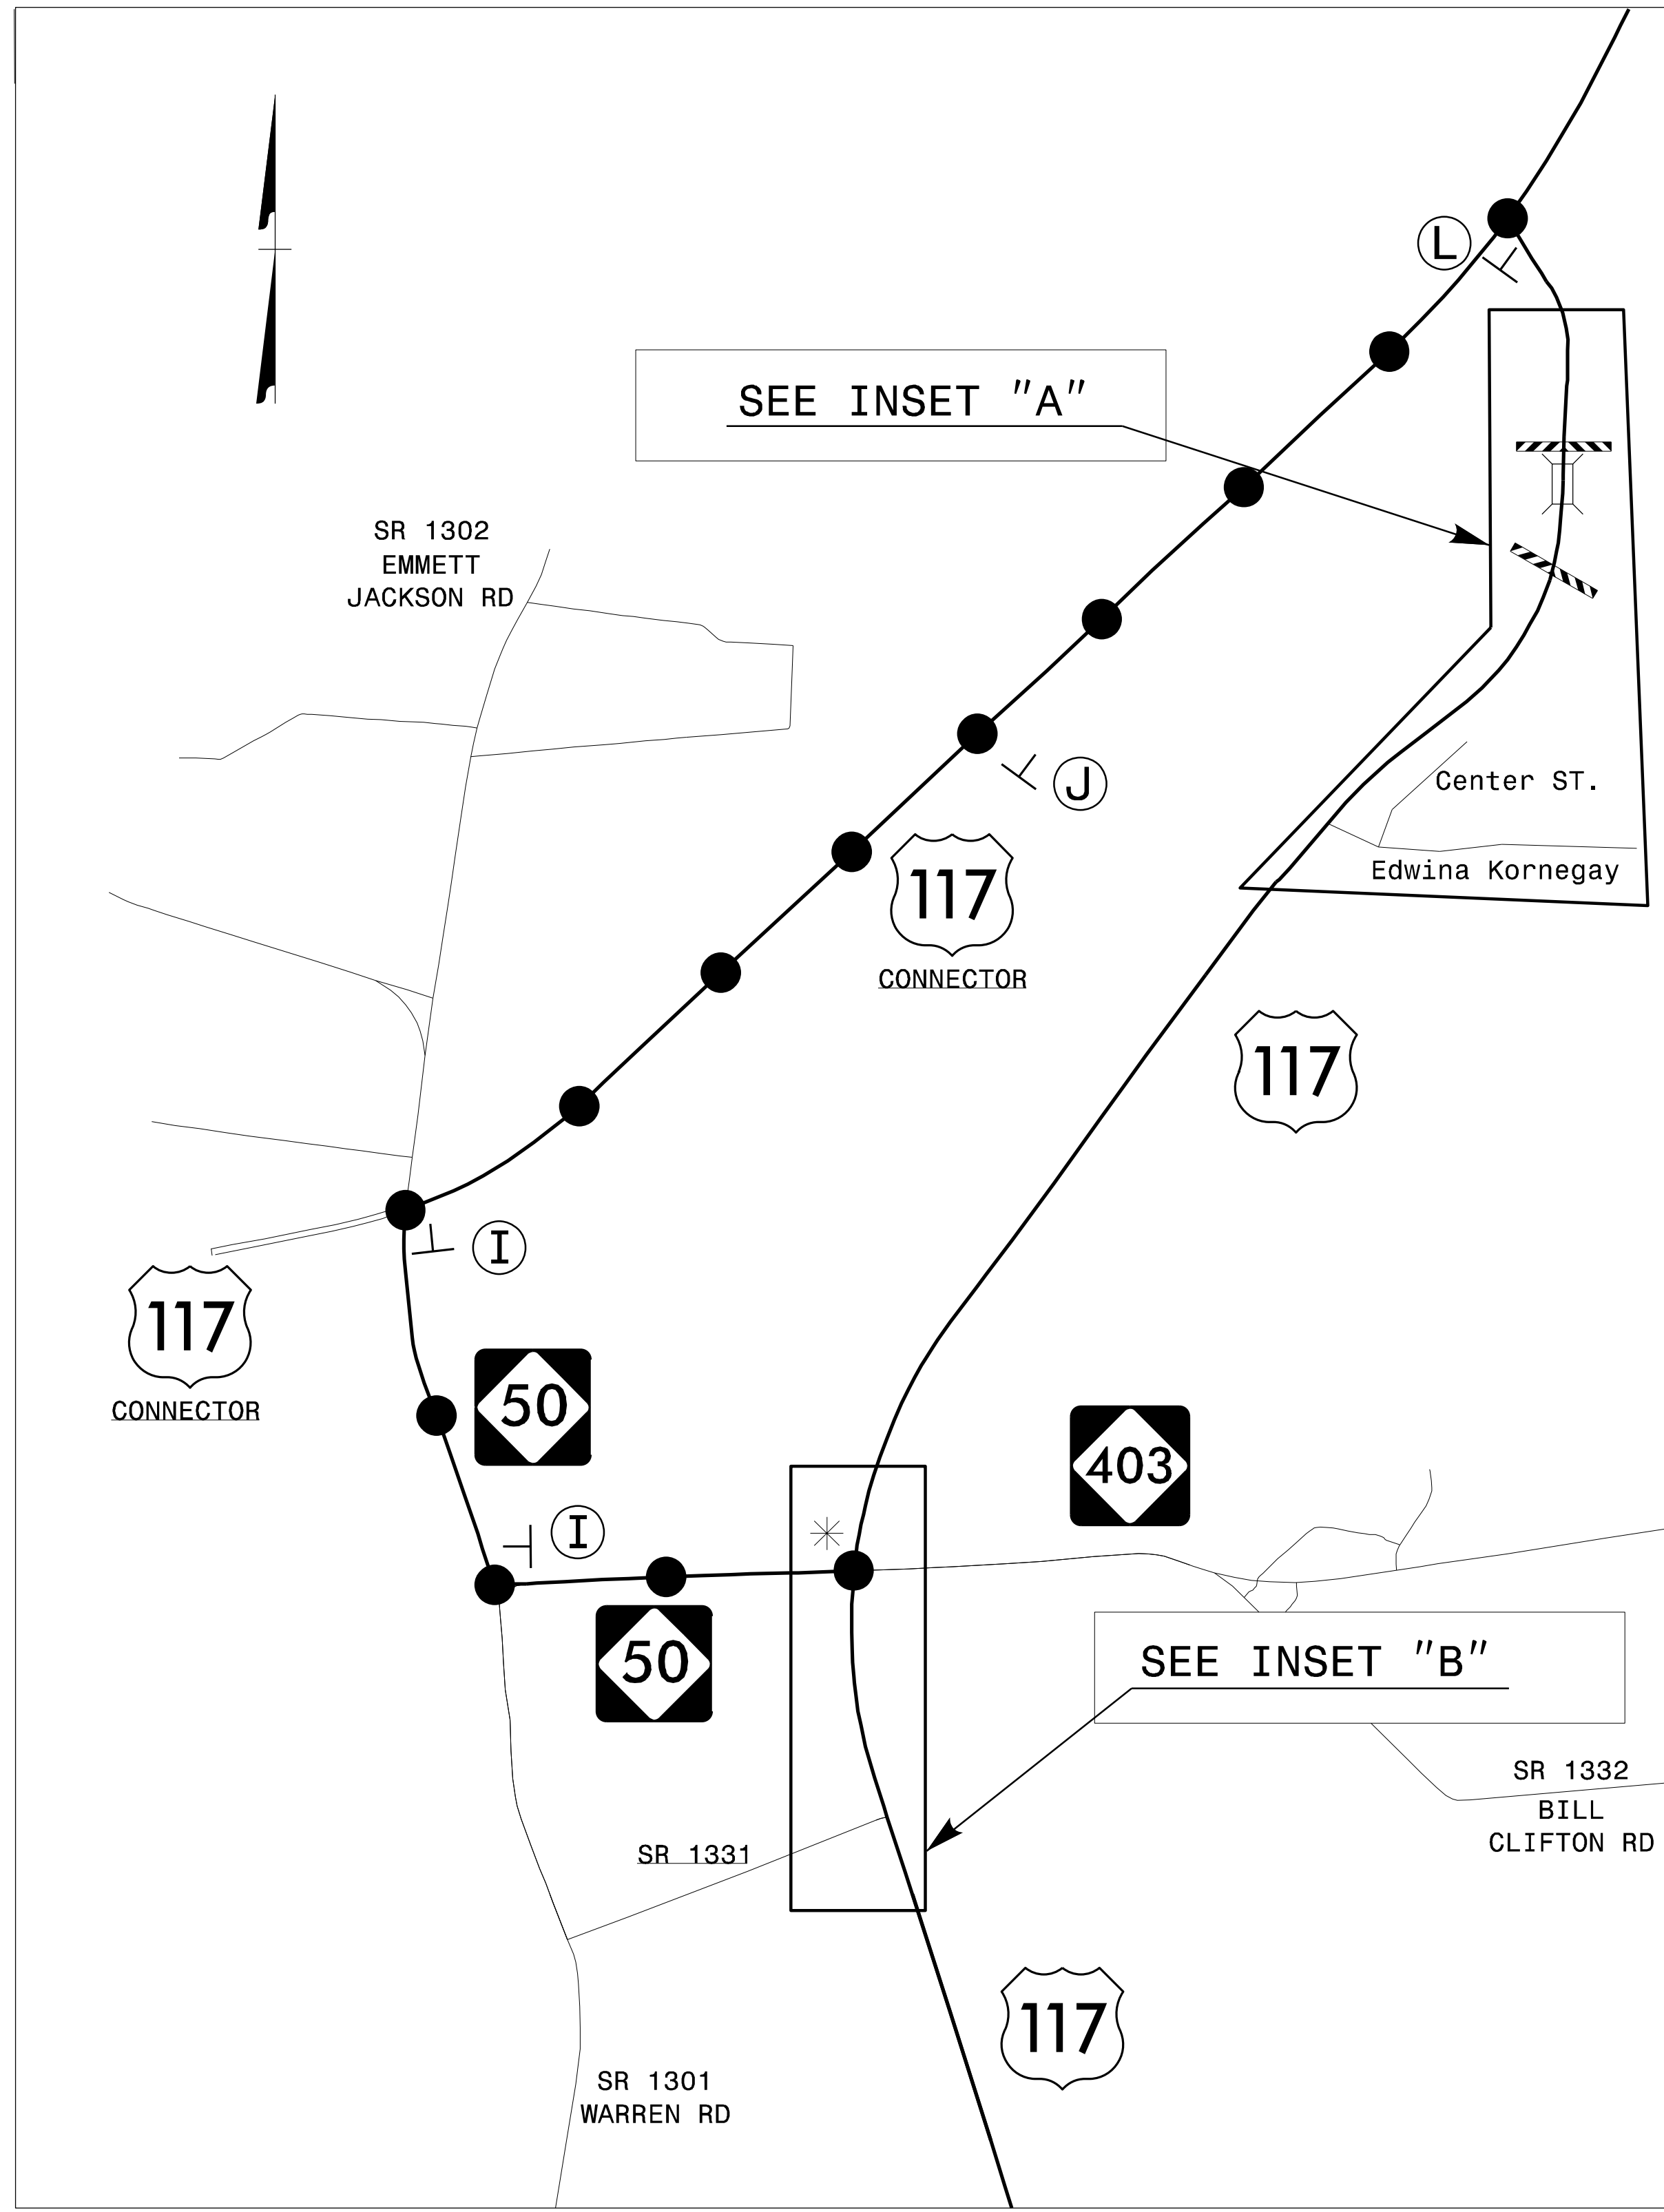 L
SEE INSET "A"
SR 1302
EMMETT
JACKSON RD
J
Center ST.
Edwina Kornegay
117
CONNECTOR
117
I
117
CONNECTOR
50
403
I
50
SEE INSET "B"
SR 1332
BILL
CLIFTON RD
SR 1331
117
SR 1301
WARREN RD